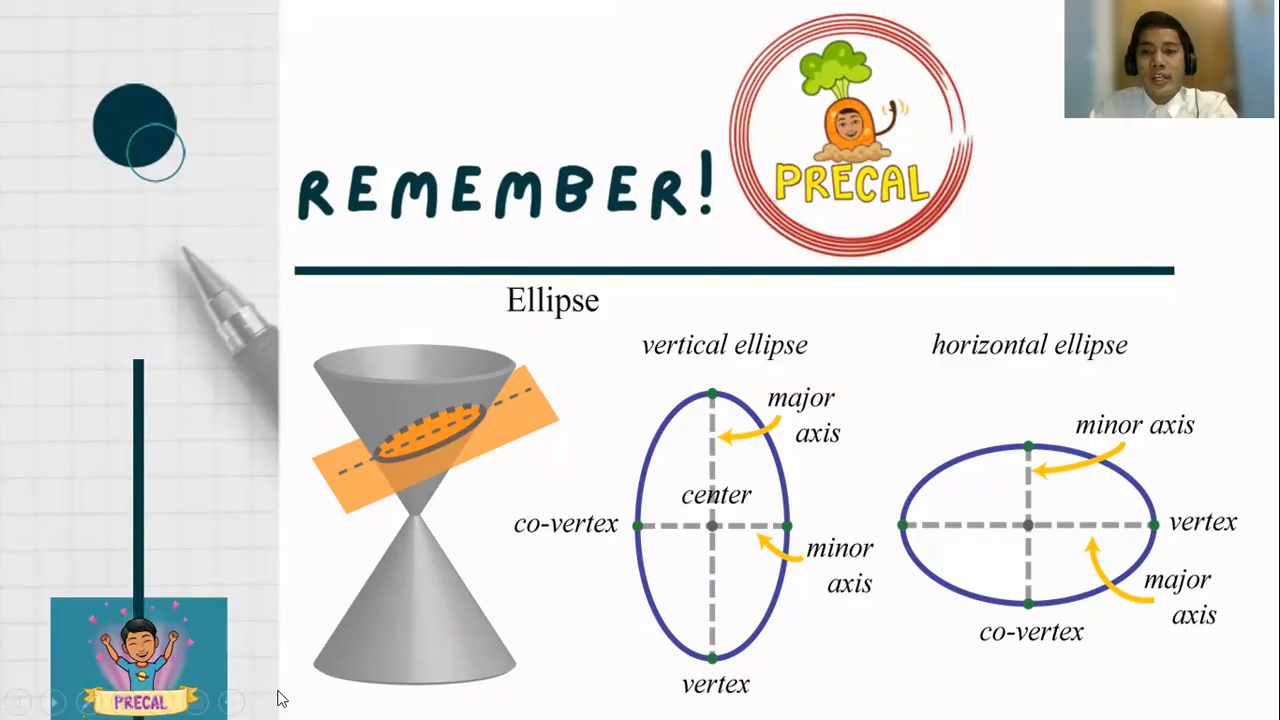 REMEMBER!
PRECAL
Ellipse
vertical ellipse
horizontal ellipse
major
axis
center
co-vertex
minor
axis
vertex
minor axis
vertex
major
axis
co-vertex
PRECAL